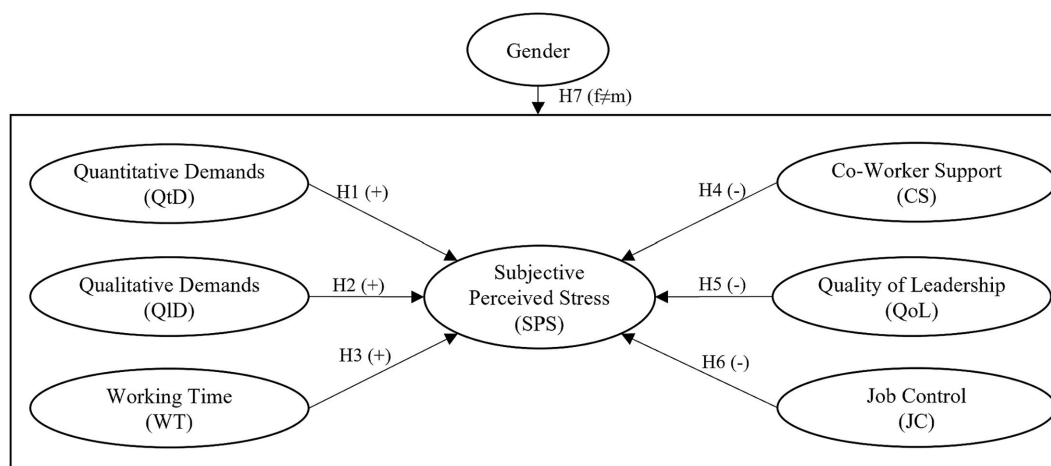 Gender
H7 (f≠m)
Quantitative Demands
(QtD)
H1 (+)
Co-Worker Support
(CS)
H4 (-)
Qualitative Demands
(QlD)
H2 (+)
Subjective
Perceived Stress
(SPS)
H5 (-)
Quality of Leadership
(QoL)
H3 (+)
Working Time
(WT)
H6 (-)
Job Control
(JC)